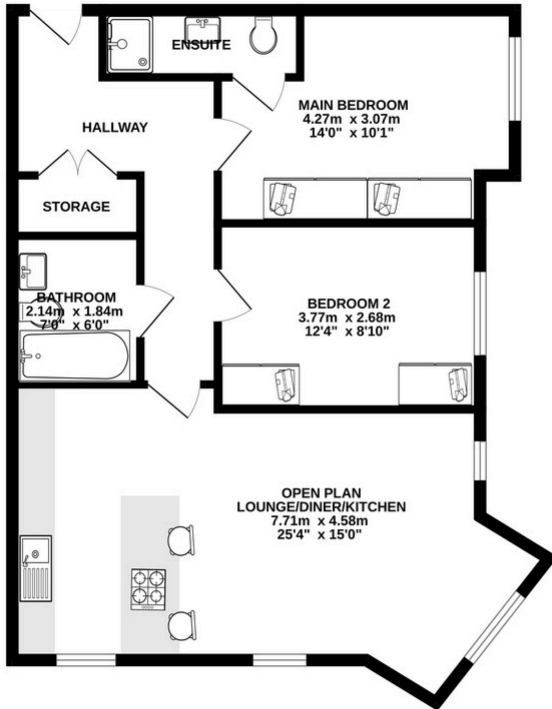 ENSUITE
MAIN BEDROOM
4.27m x 3.07m
14'0" x 10'1"
HALLWAY
STORAGE
BATHROOM
2.14m x 1.84m
7'0" x 6'0"
BEDROOM 2
3.77m x 2.68m
12'4" x 8'10"
OPEN PLAN
LOUNGE/DINER/KITCHEN
7.71m x 4.58m
25'4" x 15'0"